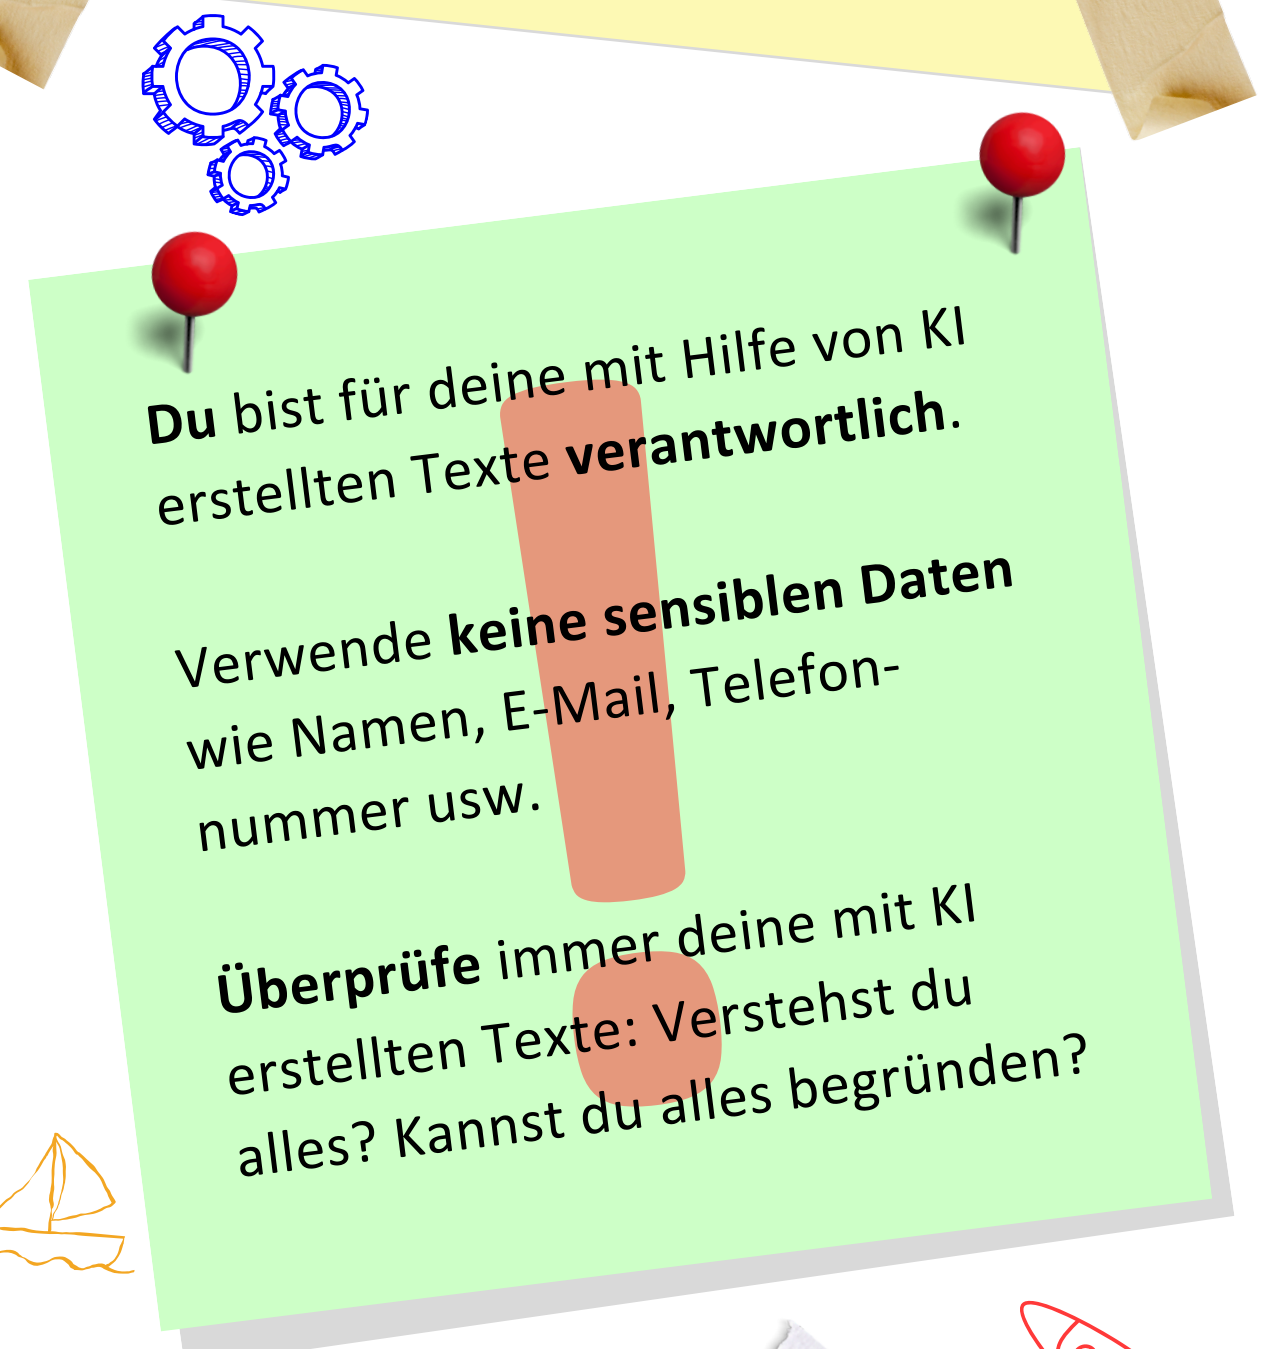 Du bist für deine mit Hilfe von KI
erstellten Texte verantwortlich.
Verwende keine sensiblen Daten
wie Namen, E-Mail, Telefon-
nummer usw.
Überprüfe immer deine mit KI
erstellten Texte: Verstehst du
alles? Kannst du alles begründen?